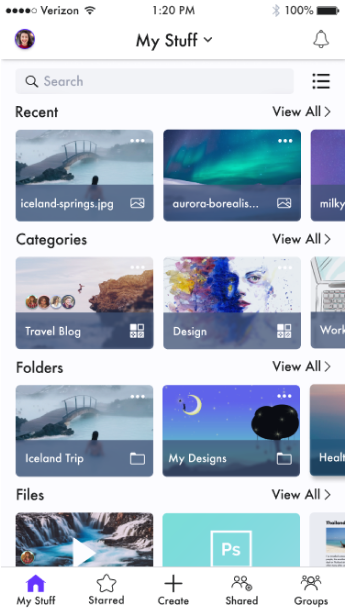 Verizon 1:20 PM 100%
My Stuff
Search
Recent View All >
iceland-springs.jpg aurora-borealis... milky
Categories View All >
Travel Blog Design Work
Folders View All >
Iceland Trip My Designs Healt
Files View All >
Ps
My Stuff Starred Create Shared Groups